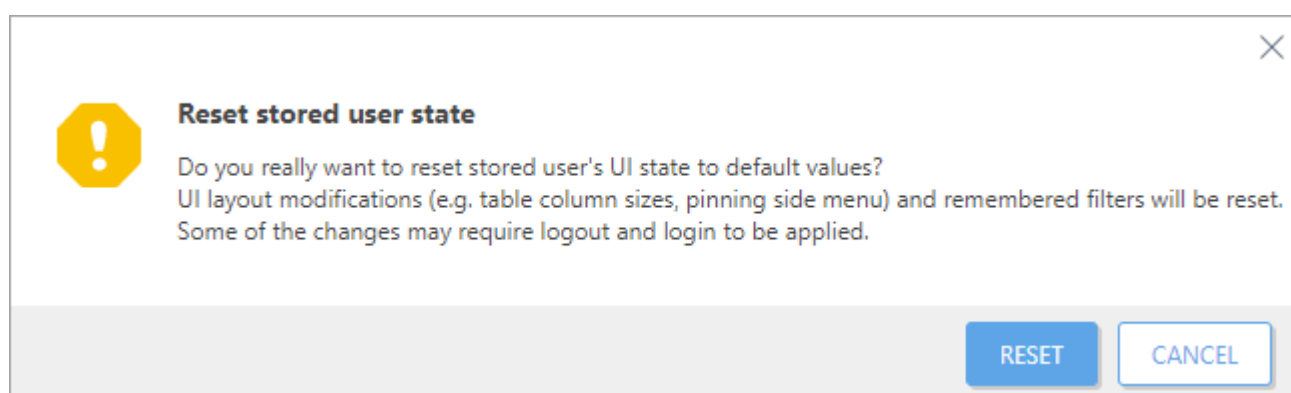 Reset stored user state
Do you really want to reset stored user's UI state to default values?
UI layout modifications (e.g. table column sizes, pinning side menu) and remembered filters will be reset.
Some of the changes may require logout and login to be applied.
RESET CANCEL